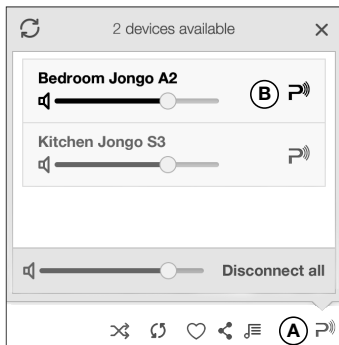 2 devices available
Bedroom Jongo A2
B
Kitchen Jongo S3
Disconnect all
A